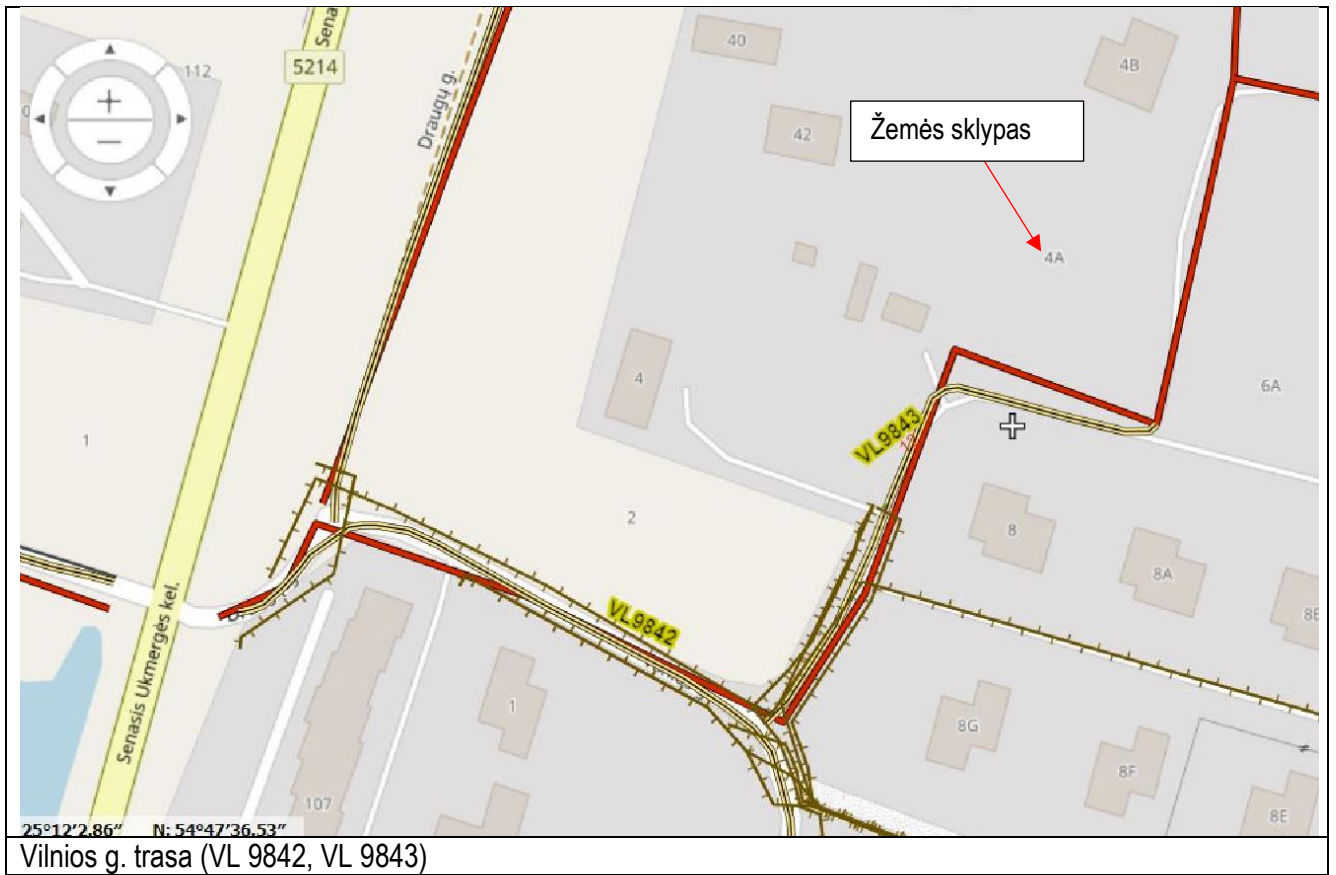 Sena
112
5214
Draugų g.
40
4B
42
Žemės sklypas
4A
4
6A
1
VL9843
2
8
8A
VL9842
1
8G
8F
8E
107
Senasis Ukmergės kel.
25°12'2.86" N: 54°47'36.53"
Vilnios g. trasa (VL 9842, VL 9843)